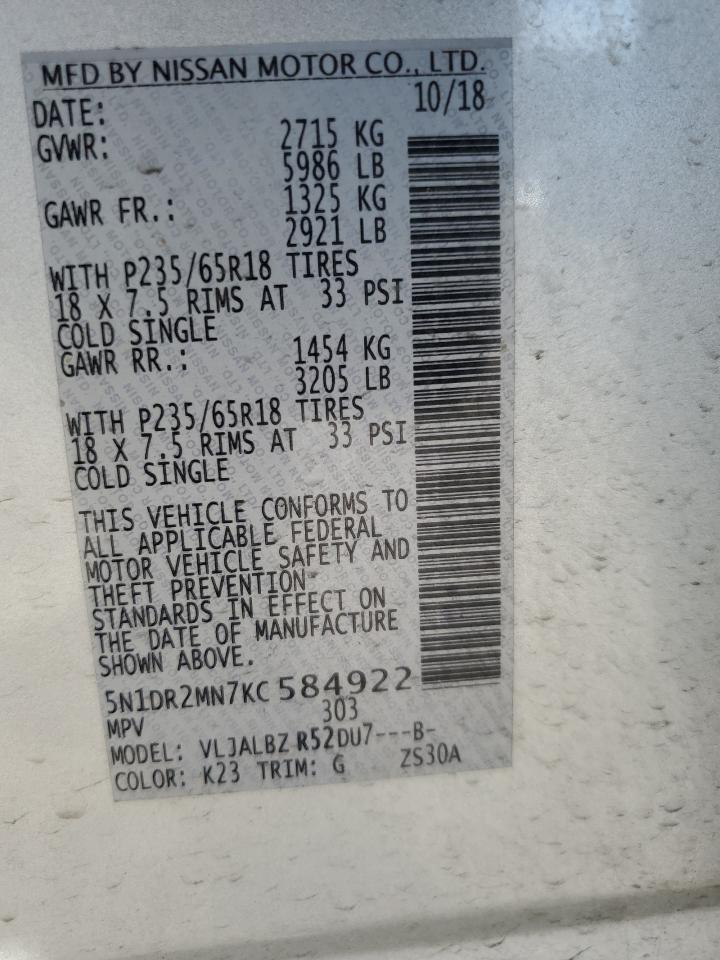 MFD BY NISSAN MOTOR CO., LTD.
DATE: 10/18
GVWR: 2715 KG
5986 LB
GAWR FR.: 1325 KG
2921 LB
WITH P235/65R18 TIRES
18 X 7.5 RIMS AT 33 PSI
COLD SINGLE
GAWR RR.: 1454 KG
3205 LB
WITH P235/65R18 TIRES
18 X 7.5 RIMS AT 33 PSI
COLD SINGLE
THIS VEHICLE CONFORMS TO
ALL APPLICABLE FEDERAL
MOTOR VEHICLE SAFETY AND
THEFT PREVENTION
STANDARDS IN EFFECT ON
THE DATE OF MANUFACTURE
SHOWN ABOVE.
5N1DR2MN7KC 584922
MPV 303
MODEL: VLJALBZ R52DU7---B-
COLOR: K23 TRIM: G ZS30A